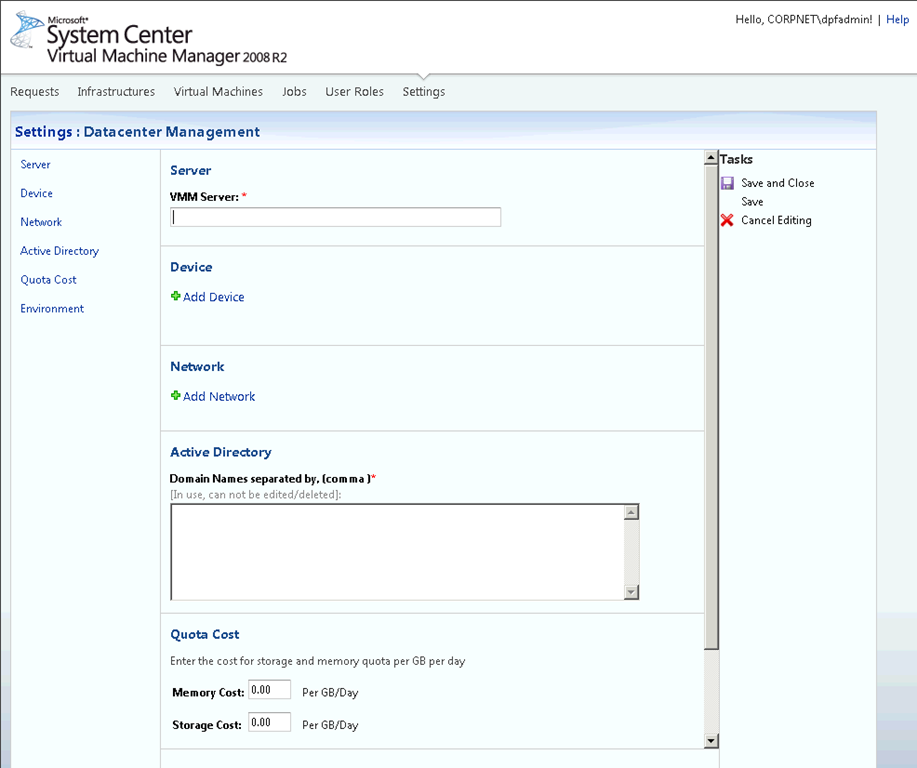 Microsoft®
System Center
Virtual Machine Manager 2008 R2
Hello, CORPNET\dpfadmin! | Help
Requests Infrastructures Virtual Machines Jobs User Roles Settings
Settings : Datacenter Management
Server
Device
Network
Active Directory
Quota Cost
Environment
Server
VMM Server: *
Device
Add Device
Network
Add Network
Active Directory
Domain Names separated by, (comma )*
[In use, can not be edited/deleted]:
Quota Cost
Enter the cost for storage and memory quota per GB per day
Memory Cost: 0.00 Per GB/Day
Storage Cost: 0.00 Per GB/Day
Tasks
Save and Close
Save
Cancel Editing